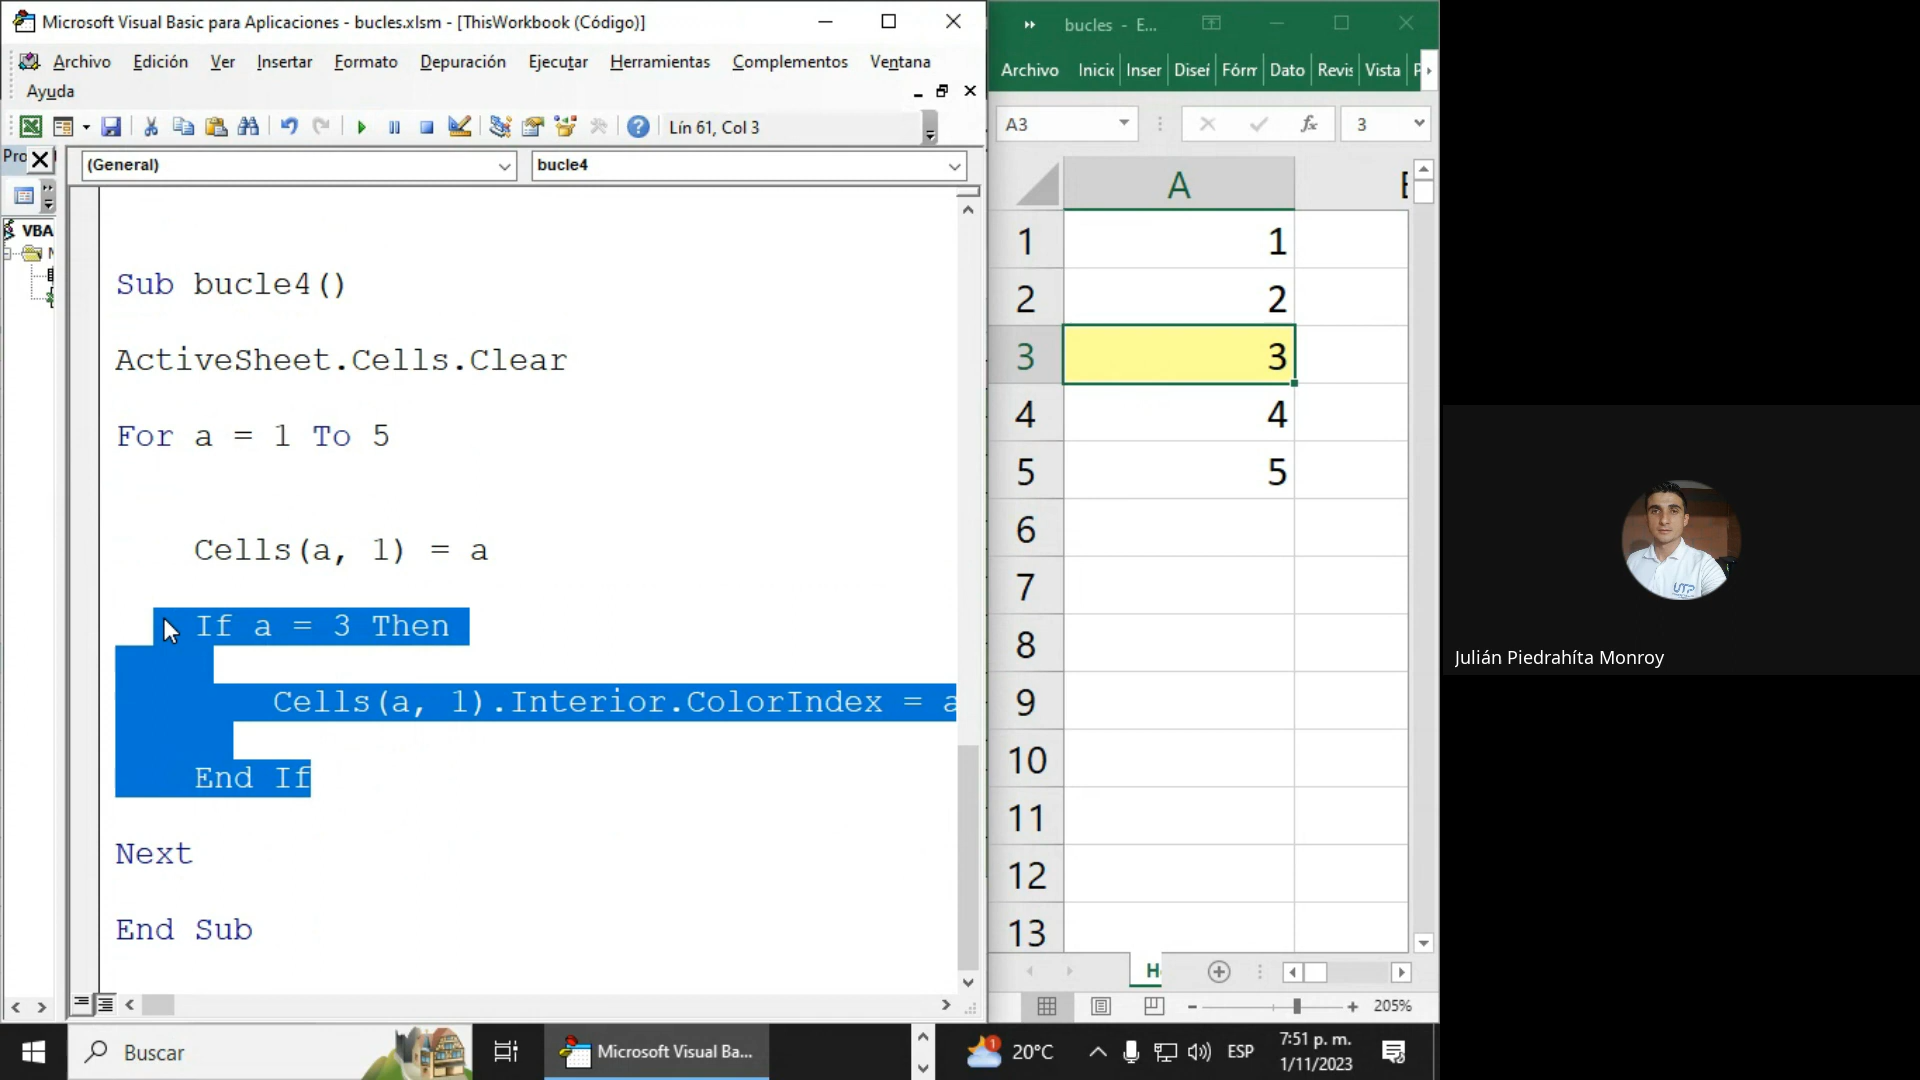 Microsoft Visual Basic para Aplicaciones - bucles.xlsm - [ThisWorkbook (Código)]
Archivo Edición Ver Insertar Formato Depuración Ejecutar Herramientas Complementos Ventana
Ayuda
Lín 61, Col 3
Pro
(General)
bucle4
VBA
Sub bucle4()
ActiveSheet.Cells.Clear
For a = 1 To 5
Cells(a, 1) = a
If a = 3 Then
Cells(a, 1).Interior.ColorIndex = a
End If
Next
End Sub
bucles - E...
Archivo Inicio Inser Diseñ Fórm Dato Revis Vista P
A3
fx
3
A
1 1
2 2
3 3
4 4
5 5
6
7
8
9
10
11
12
13
H
205%
Julián Piedrahíta Monroy
UTP
Buscar
Microsoft Visual Ba...
1
20°C
ESP
7:51 p. m.
1/11/2023